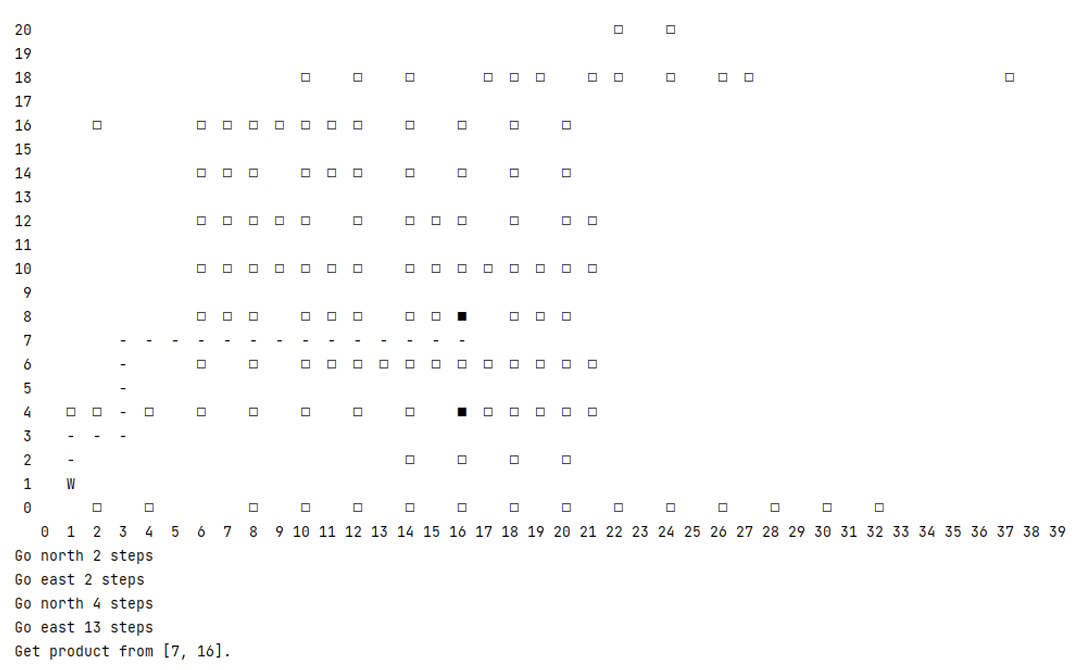 20 □ □
19
18 □ □ □ □ □ □ □ □ □ □ □ □
17
16 □ □ □ □ □ □ □ □ □ □ □ □
15
14 □ □ □ □ □ □ □ □ □ □ □
13
12 □ □ □ □ □ □ □ □ □ □ □ □
11
10 □ □ □ □ □ □ □ □ □ □ □ □ □ □ □
9
8 □ □ □ □ □ □ □ □ ■ □ □ □
7 - - - - - - - - - - - - - -
6 - □ □ □ □ □ □ □ □ □ □ □ □ □ □
5 -
4 □ □ - □ □ □ □ □ □ ■ □ □ □ □ □
3 - - -
2 - □ □ □ □
1 W
0 □ □ □ □ □ □ □ □ □ □ □ □ □ □ □
0 1 2 3 4 5 6 7 8 9 10 11 12 13 14 15 16 17 18 19 20 21 22 23 24 25 26 27 28 29 30 31 32 33 34 35 36 37 38 39
Go north 2 steps
Go east 2 steps
Go north 4 steps
Go east 13 steps
Get product from [7, 16].